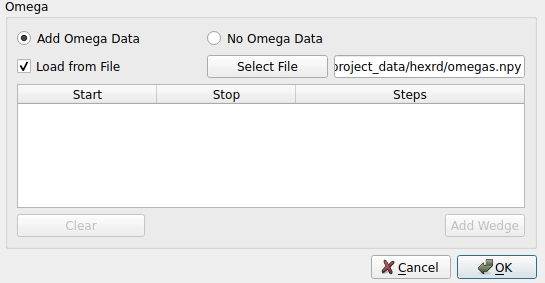 Omega
Add Omega Data No Omega Data
Load from File Select File project_data/hexrd/omegas.npy
Start Stop Steps
Clear Add Wedge
Cancel OK